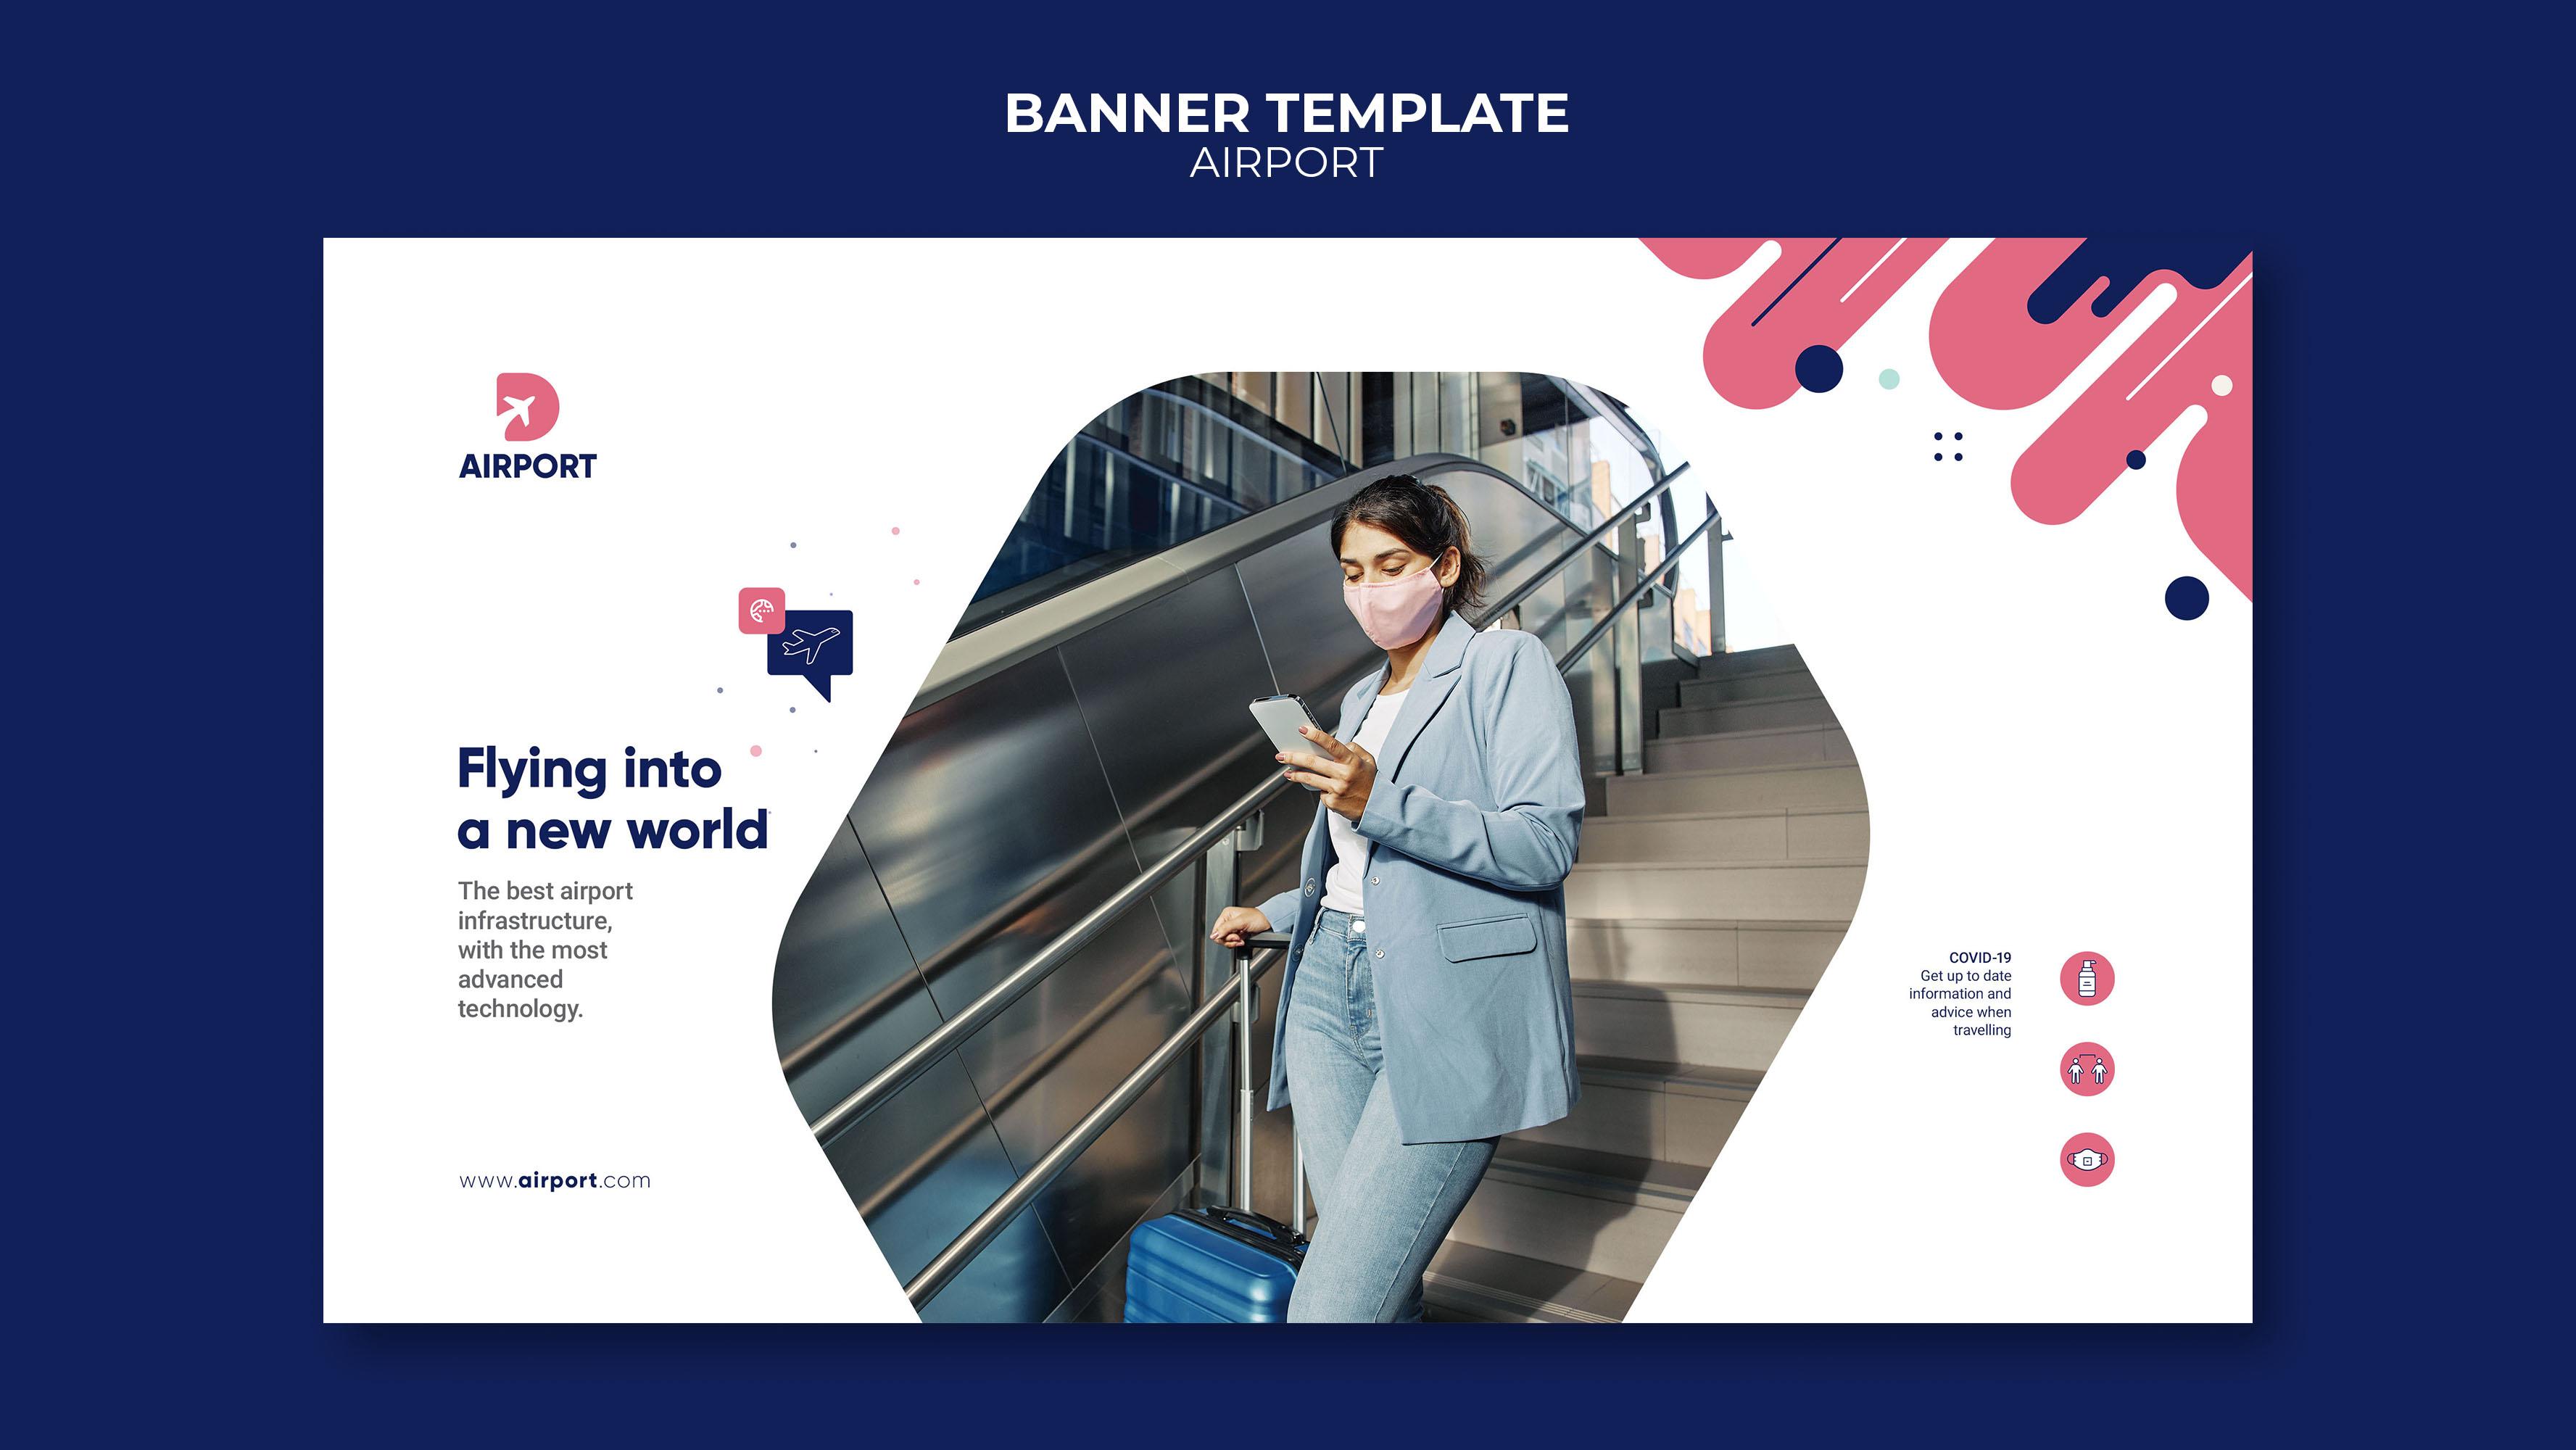 BANNER TEMPLATE
AIRPORT
AIRPORT
Flying into
a new world
The best airport
infrastructure,
with the most
advanced
technology.
www.airport.com
COVID-19
Get up to date
information and
advice when
travelling